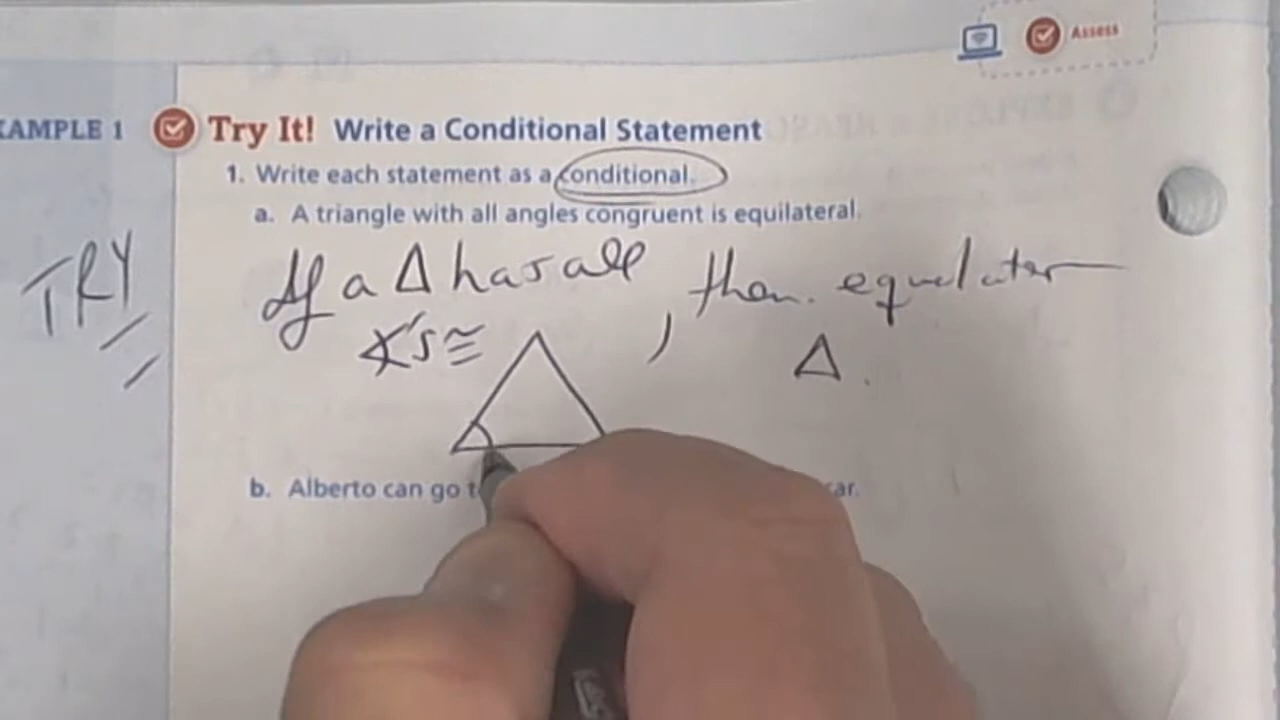 Assess
XAMPLE 1 Try It! Write a Conditional Statement
1. Write each statement as a conditional.
a. A triangle with all angles congruent is equilateral.
TRY
If a Δ has all
∡'s ≅ ,
then. equilater
Δ.
b. Alberto can go t
car.